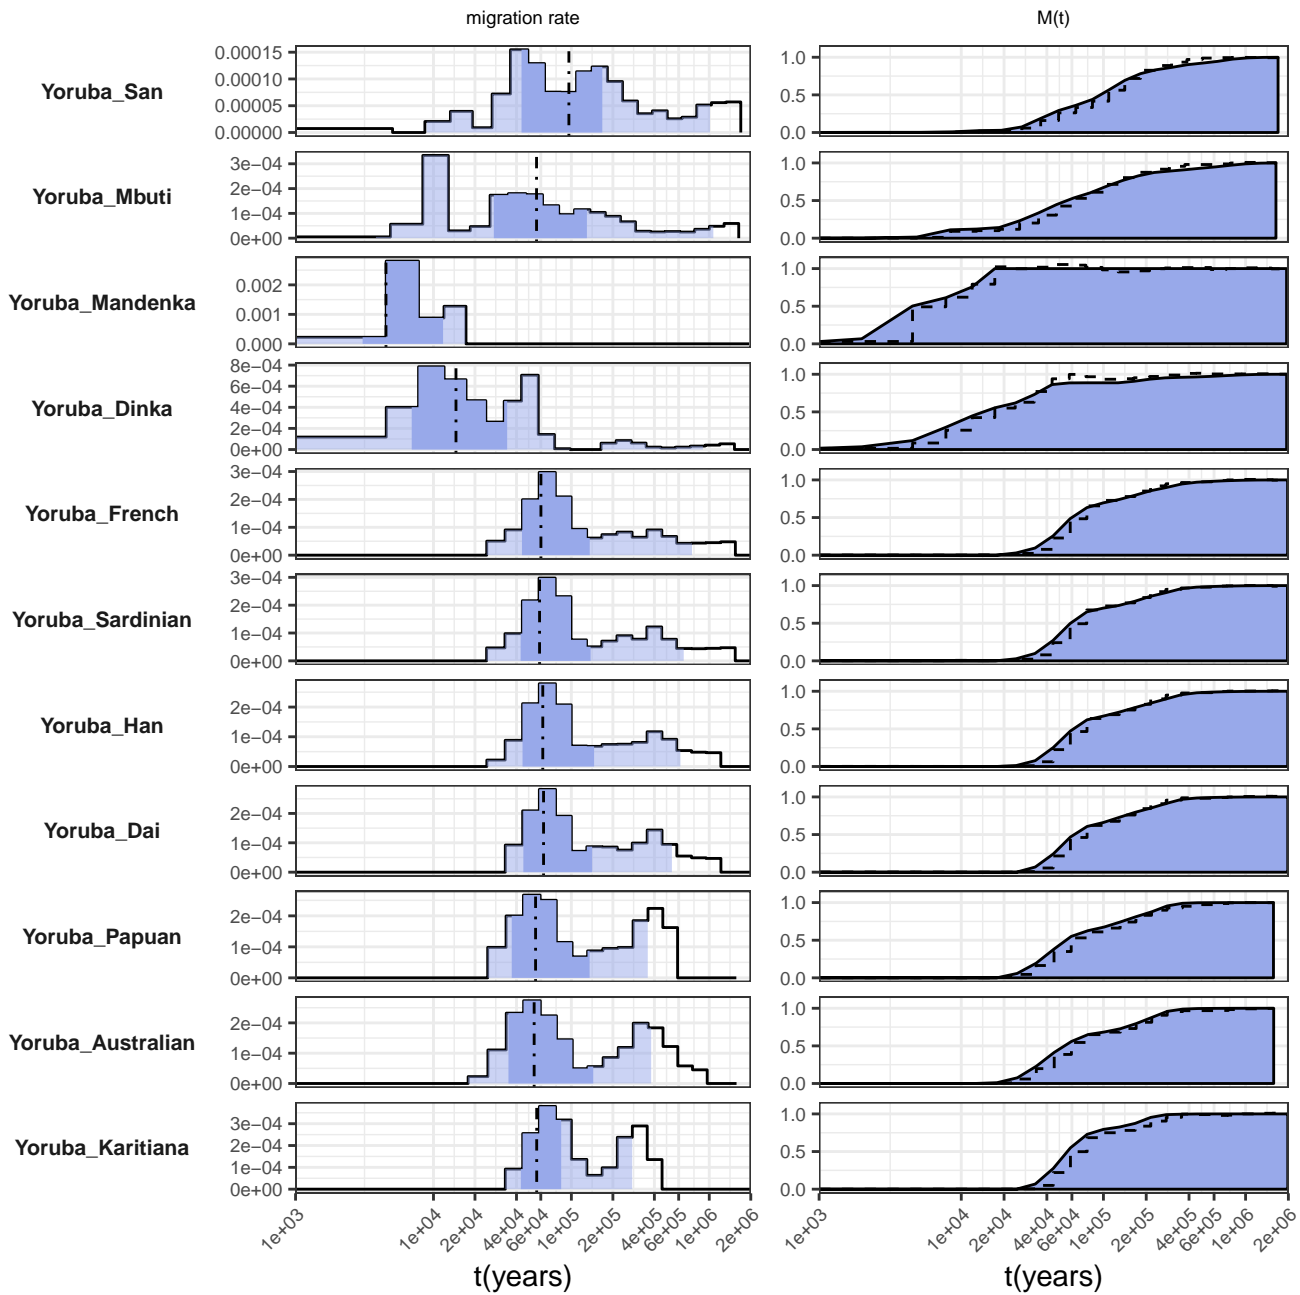 migration rate
M(t)
Yoruba_San
0.00015
0.00010
0.00005
0.00000
1.0
0.5
0.0
Yoruba_Mbuti
3e−04
2e−04
1e−04
0e+00
1.0
0.5
0.0
Yoruba_Mandenka
0.002
0.001
0.000
1.0
0.5
0.0
Yoruba_Dinka
8e−04
6e−04
4e−04
2e−04
0e+00
1.0
0.5
0.0
Yoruba_French
3e−04
2e−04
1e−04
0e+00
1.0
0.5
0.0
Yoruba_Sardinian
3e−04
2e−04
1e−04
0e+00
1.0
0.5
0.0
Yoruba_Han
2e−04
1e−04
0e+00
1.0
0.5
0.0
Yoruba_Dai
2e−04
1e−04
0e+00
1.0
0.5
0.0
Yoruba_Papuan
2e−04
1e−04
0e+00
1.0
0.5
0.0
Yoruba_Australian
2e−04
1e−04
0e+00
1.0
0.5
0.0
Yoruba_Karitiana
3e−04
2e−04
1e−04
0e+00
1.0
0.5
0.0
1e+03 1e+04 2e+04 4e+04 6e+04 1e+05 2e+05 4e+05 6e+05 1e+06 2e+06
1e+03 1e+04 2e+04 4e+04 6e+04 1e+05 2e+05 4e+05 6e+05 1e+06 2e+06
t(years)
t(years)